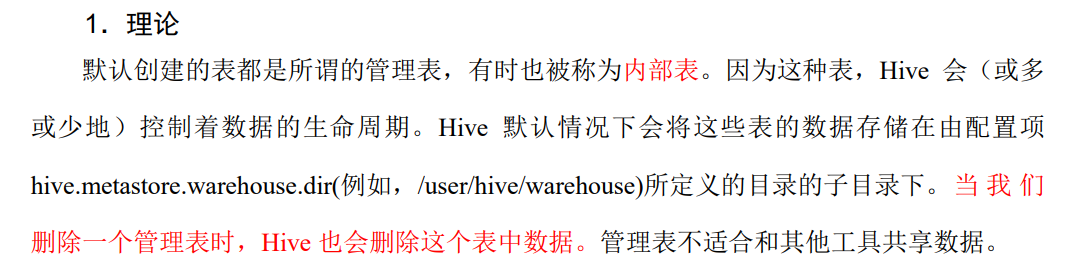 1．理论
默认创建的表都是所谓的管理表，有时也被称为内部表。因为这种表，Hive 会（或多
或少地）控制着数据的生命周期。Hive 默认情况下会将这些表的数据存储在由配置项
hive.metastore.warehouse.dir(例如，/user/hive/warehouse)所定义的目录的子目录下。当 我 们
删除一个管理表时，Hive 也会删除这个表中数据。管理表不适合和其他工具共享数据。